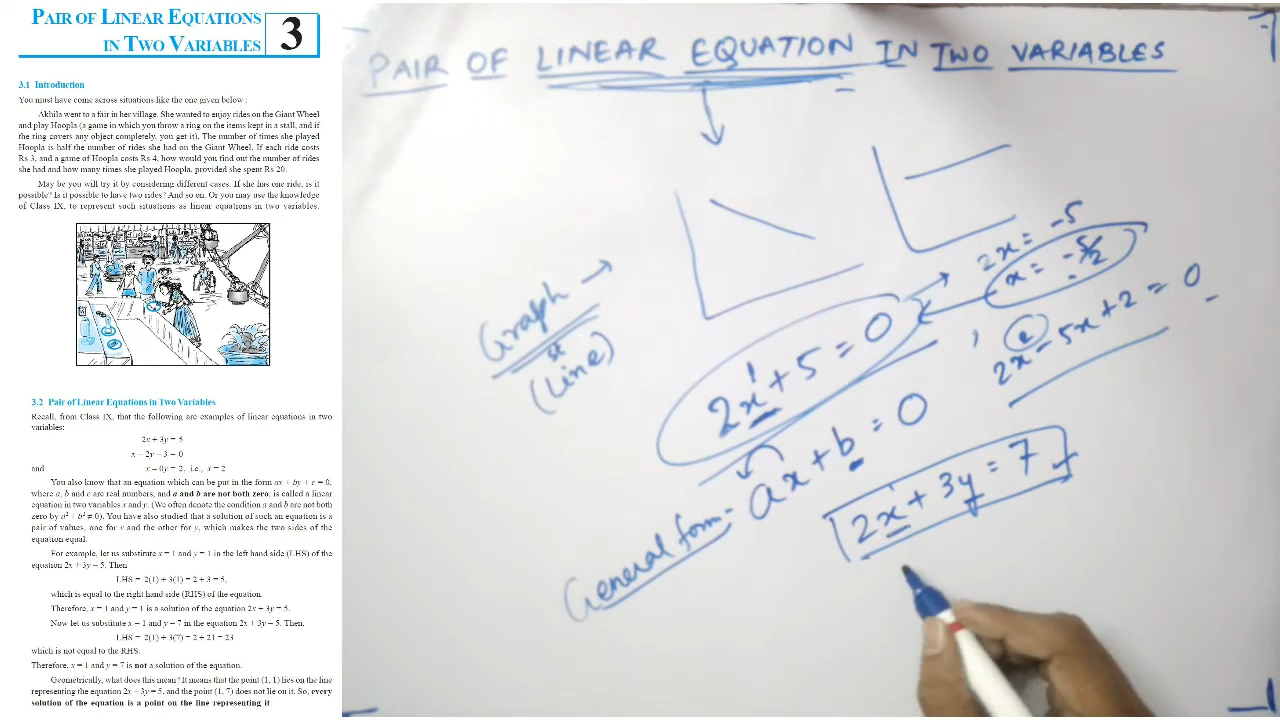 PAIR OF LINEAR EQUATIONS
IN TWO VARIABLES
3
3.1 Introduction
You must have come across situations like the one given below :
Akhila went to a fair in her village. She wanted to enjoy rides on the Giant Wheel
and play Hoopla (a game in which you throw a ring on the items kept in a stall, and if
the ring covers any object completely, you get it). The number of times she played
Hoopla is half the number of rides she had on the Giant Wheel. If each ride costs
Rs 3, and a game of Hoopla costs Rs 4, how would you find out the number of rides
she had and how many times she played Hoopla, provided she spent Rs 20.
May be you will try it by considering different cases. If she has one ride, is it
possible? Is it possible to have two rides? And so on. Or you may use the knowledge
of Class IX, to represent such situations as linear equations in two variables.
3.2 Pair of Linear Equations in Two Variables
Recall, from Class IX, that the following are examples of linear equations in two
variables:
2x + 3y = 5
x – 2y – 3 = 0
and x – 0y = 2, i.e., x = 2
You also know that an equation which can be put in the form ax + by + c = 0,
where a, b and c are real numbers, and a and b are not both zero, is called a linear
equation in two variables x and y. (We often denote the condition a and b are not both
zero by a² + b² ≠ 0). You have also studied that a solution of such an equation is a
pair of values, one for x and the other for y, which makes the two sides of the
equation equal.
For example, let us substitute x = 1 and y = 1 in the left hand side (LHS) of the
equation 2x + 3y = 5. Then
LHS = 2(1) + 3(1) = 2 + 3 = 5,
which is equal to the right hand side (RHS) of the equation.
Therefore, x = 1 and y = 1 is a solution of the equation 2x + 3y = 5.
Now let us substitute x = 1 and y = 7 in the equation 2x + 3y = 5. Then,
LHS = 2(1) + 3(7) = 2 + 21 = 23
which is not equal to the RHS.
Therefore, x = 1 and y = 7 is not a solution of the equation.
Geometrically, what does this mean? It means that the point (1, 1) lies on the line
representing the equation 2x + 3y = 5, and the point (1, 7) does not lie on it. So, every
solution of the equation is a point on the line representing it
PAIR OF LINEAR EQUATION IN TWO VARIABLES
Graph →
(st Line)
2x = -5
x = -5/2
2x¹ + 5 = 0 , 2x² - 5x + 2 = 0
General form - ax + b = 0
2x¹ + 3y = 7